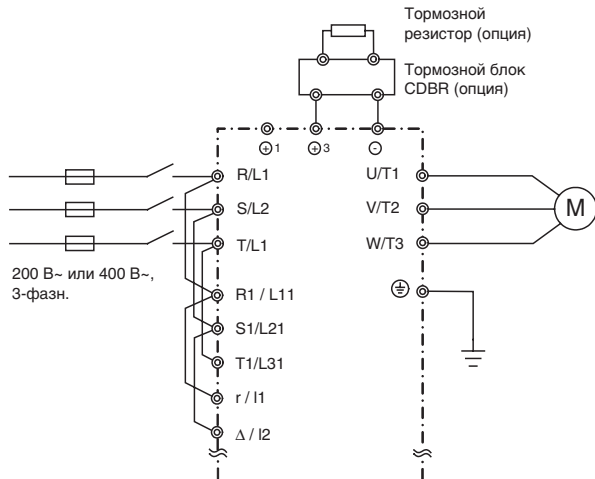 Тормозной
резистор (опция)
Тормозной блок
CDBR (опция)
+ 1
+ 3
-
R/L1
U/T1
S/L2
V/T2
M
T/L1
W/T3
200 В~ или 400 В~,
3-фазн.
R1 / L11
S1/L21
T1/L31
r / l1
Δ / l2